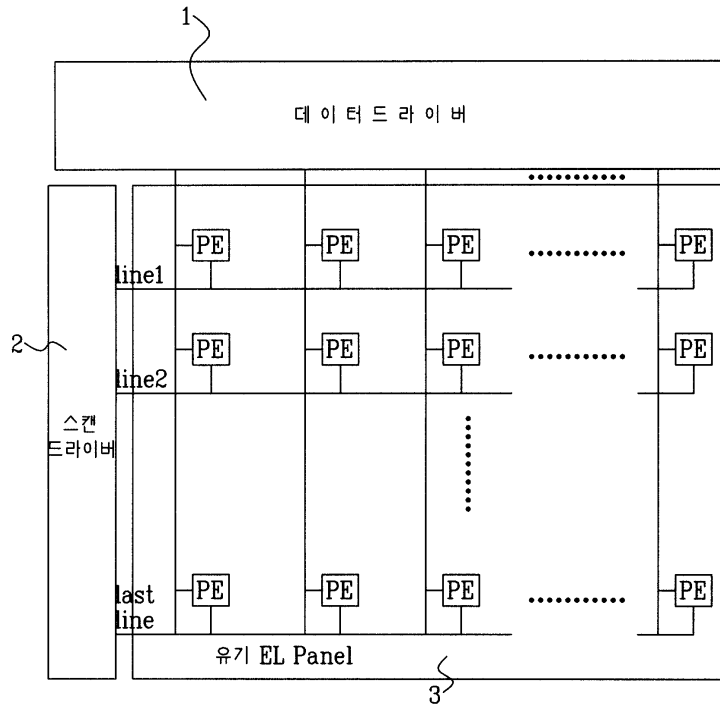 1
데이터드라이버
PE PE PE PE
line1
2
PE PE PE PE
line2
스캔
드라이버
PE PE PE PE
last
line
유기 EL Panel
3